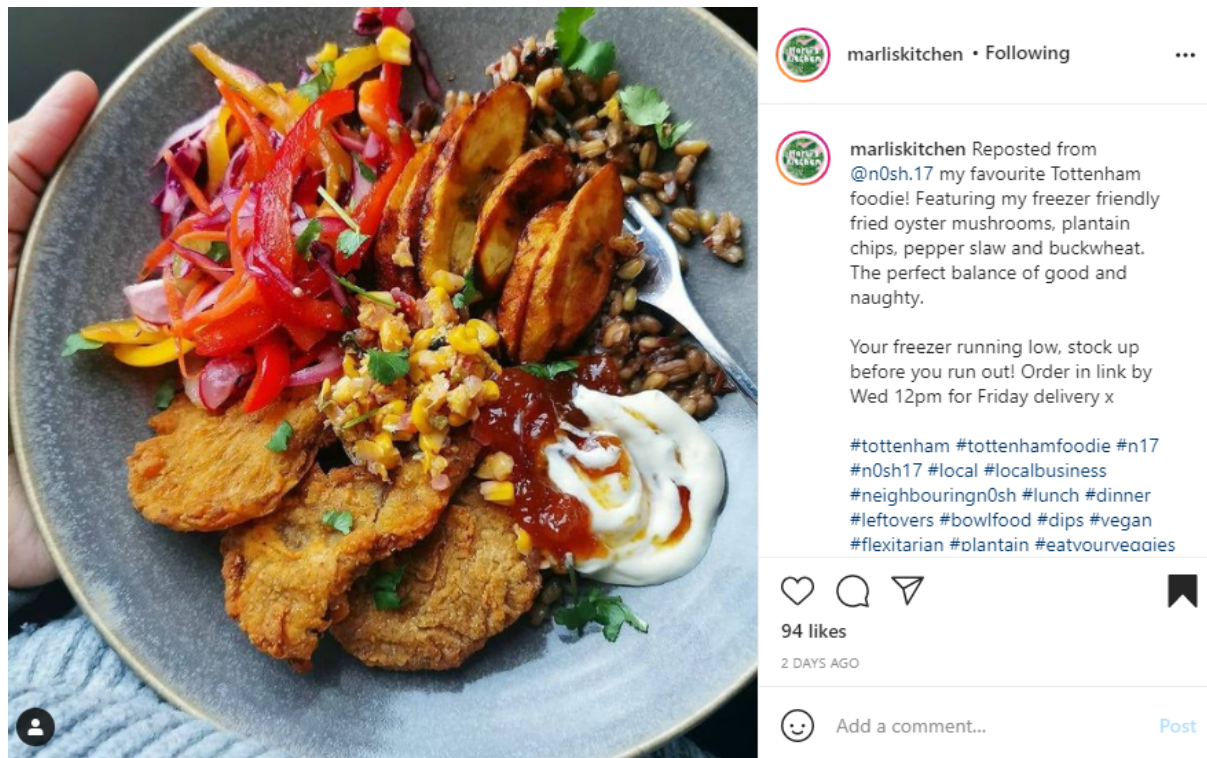 marliskitchen • Following
marliskitchen Reposted from
@n0sh.17 my favourite Tottenham
foodie! Featuring my freezer friendly
fried oyster mushrooms, plantain
chips, pepper slaw and buckwheat.
The perfect balance of good and
naughty.
Your freezer running low, stock up
before you run out! Order in link by
Wed 12pm for Friday delivery x
#tottenham #tottenhamfoodie #n17
#n0sh17 #local #localbusiness
#neighbouringn0sh #lunch #dinner
#leftovers #bowlfood #dips #vegan
#flexitarian #plantain #eatyourveggies
94 likes
2 DAYS AGO
Add a comment...
Post